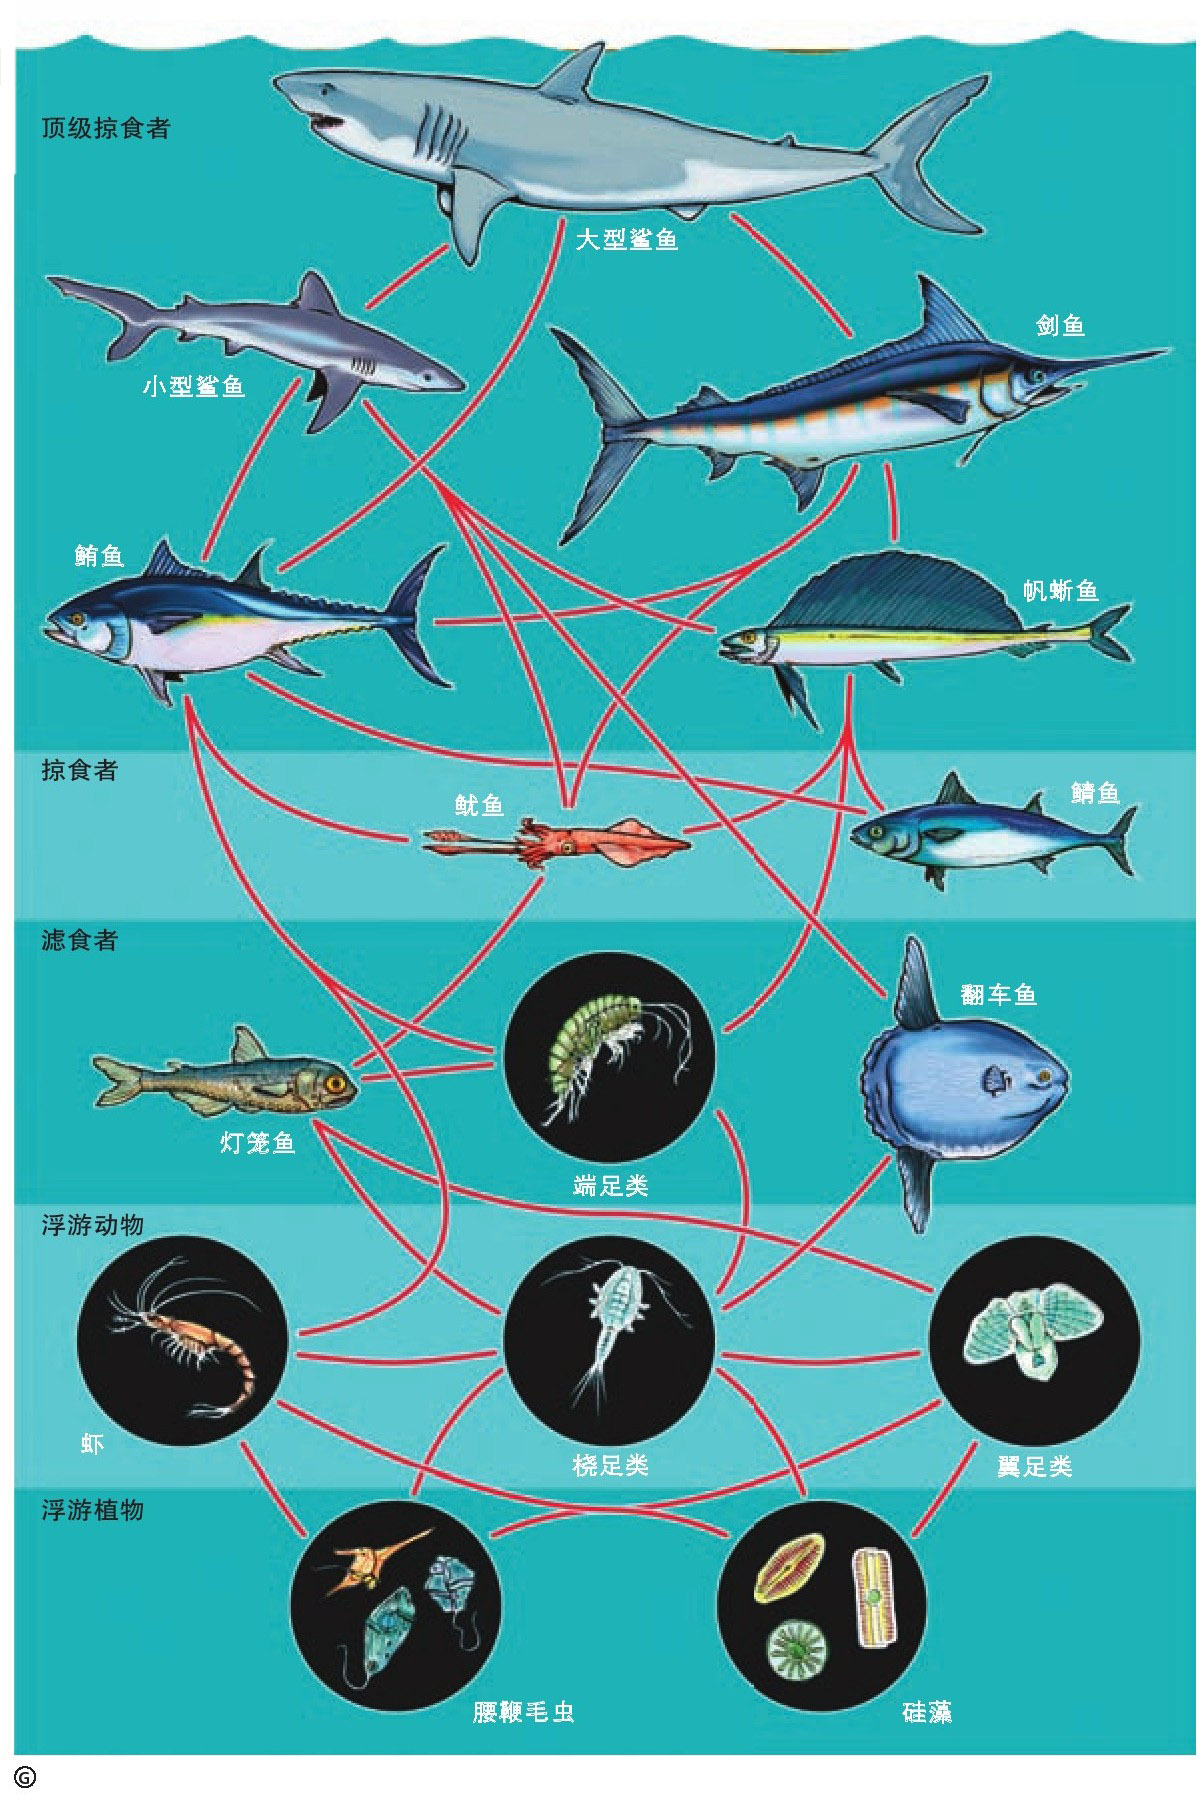 顶级掠食者
大型鲨鱼
剑鱼
小型鲨鱼
鲔鱼
帆蜥鱼
掠食者
鱿鱼
鲭鱼
滤食者
翻车鱼
灯笼鱼
端足类
浮游动物
虾
桡足类
翼足类
浮游植物
腰鞭毛虫
硅藻
G